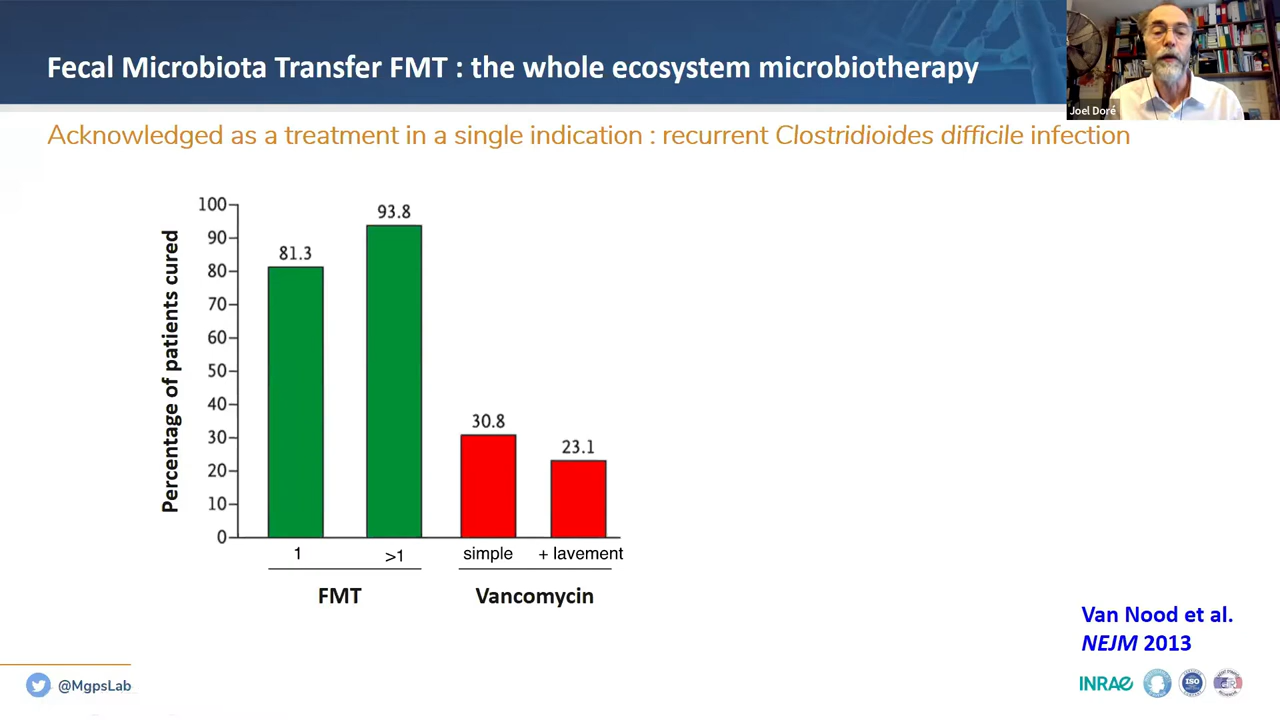 Fecal Microbiota Transfer FMT : the whole ecosystem microbiotherapy
Joel Doré
Acknowledged as a treatment in a single indication : recurrent Clostridioides difficile infection
Percentage of patients cured
100
90
80
70
60
50
40
30
20
10
0
81.3
93.8
30.8
23.1
1
>1
simple
+ lavement
FMT
Vancomycin
Van Nood et al.
NEJM 2013
@MgpsLab
INRAE
ISO